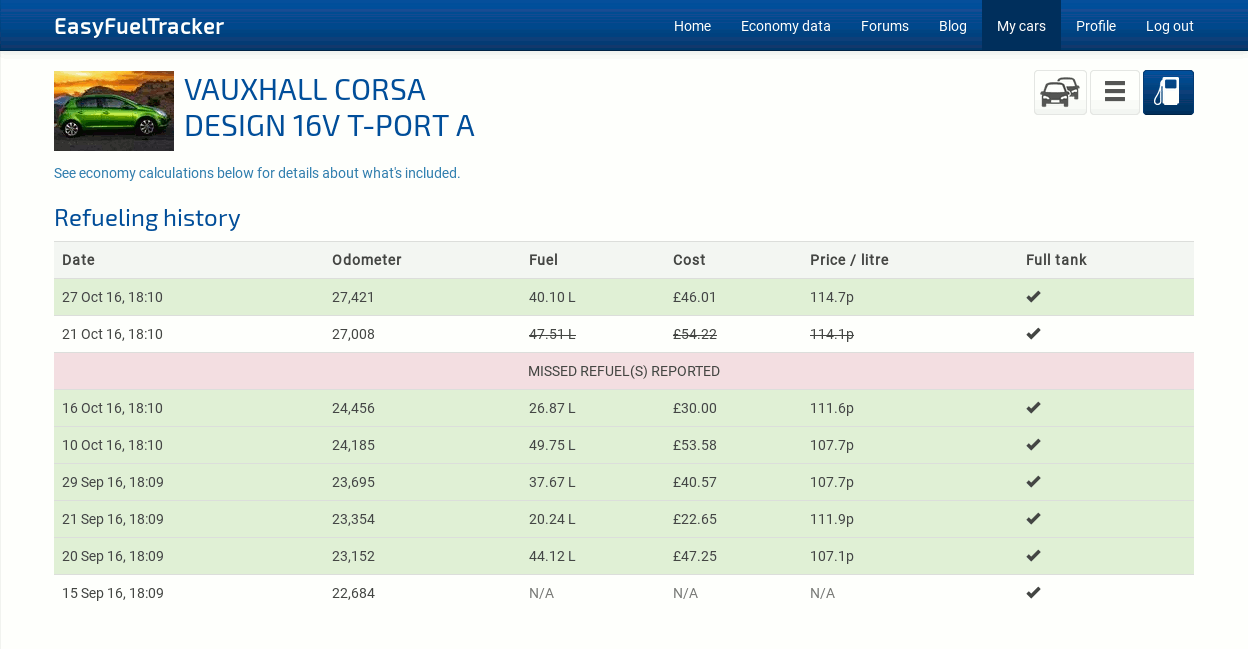 EasyFuelTracker Home Economy data Forums Blog My cars Profile Log out
VAUXHALL CORSA
DESIGN 16V T-PORT A
See economy calculations below for details about what's included.
Refueling history
Date Odometer Fuel Cost Price / litre Full tank
27 Oct 16, 18:10 27,421 40.10 L £46.01 114.7p ✔
21 Oct 16, 18:10 27,008 47.51 L £54.22 114.1p ✔
MISSED REFUEL(S) REPORTED
16 Oct 16, 18:10 24,456 26.87 L £30.00 111.6p ✔
10 Oct 16, 18:10 24,185 49.75 L £53.58 107.7p ✔
29 Sep 16, 18:09 23,695 37.67 L £40.57 107.7p ✔
21 Sep 16, 18:09 23,354 20.24 L £22.65 111.9p ✔
20 Sep 16, 18:09 23,152 44.12 L £47.25 107.1p ✔
15 Sep 16, 18:09 22,684 N/A N/A N/A ✔